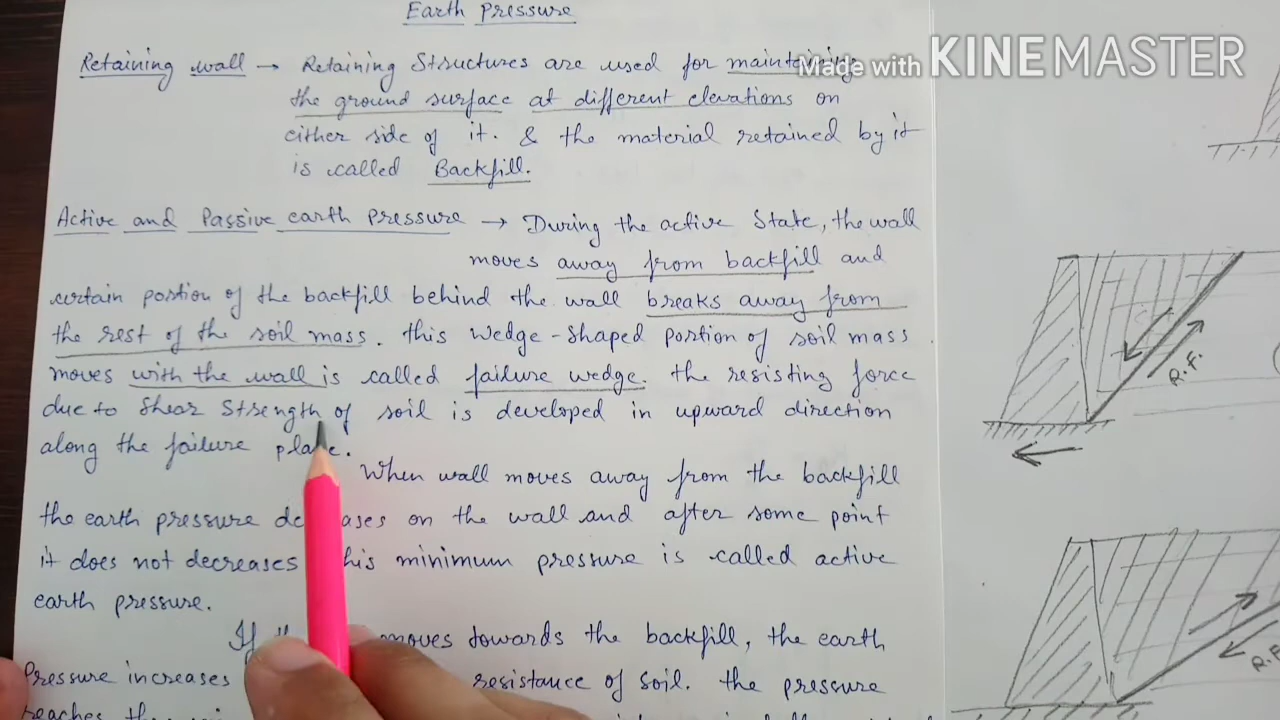 Earth Pressure
Made with KINEMASTER
Retaining wall → Retaining Structures are used for maintaining
the ground surface at different elevations on
either side of it. & the material retained by it
is called Backfill.
Active and Passive earth pressure → During the active State, the wall
moves away from backfill and
certain portion of the backfill behind the wall breaks away from
the rest of the soil mass. this wedge-shaped portion of soil mass
moves with the wall is called failure wedge. the resisting force
due to shear strength of soil is developed in upward direction
along the failure plane.
When wall moves away from the backfill
the earth pressure decreases on the wall and after some point
it does not decreases this minimum pressure is called active
earth pressure.
If moves towards the backfill, the earth
Pressure increases resistance of soil. the pressure
reaches the
R.F.
R.F.